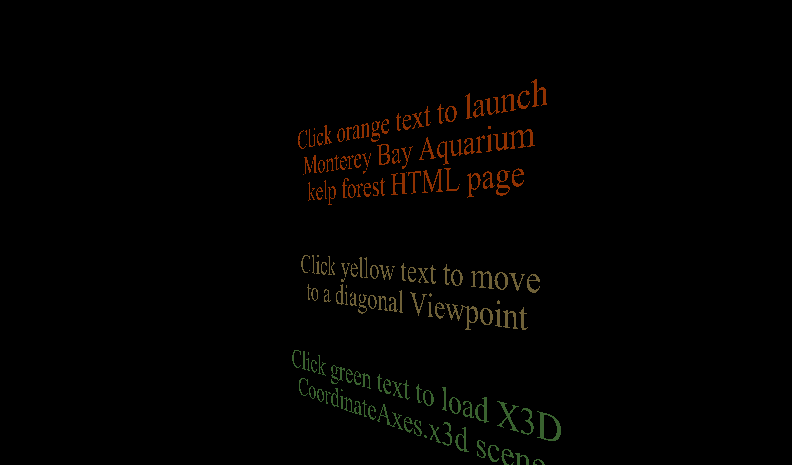 Click orange text to launch
Monterey Bay Aquarium
kelp forest HTML page
Click yellow text to move
to a diagonal Viewpoint
Click green text to load X3D
CoordinateAxes.x3d scene